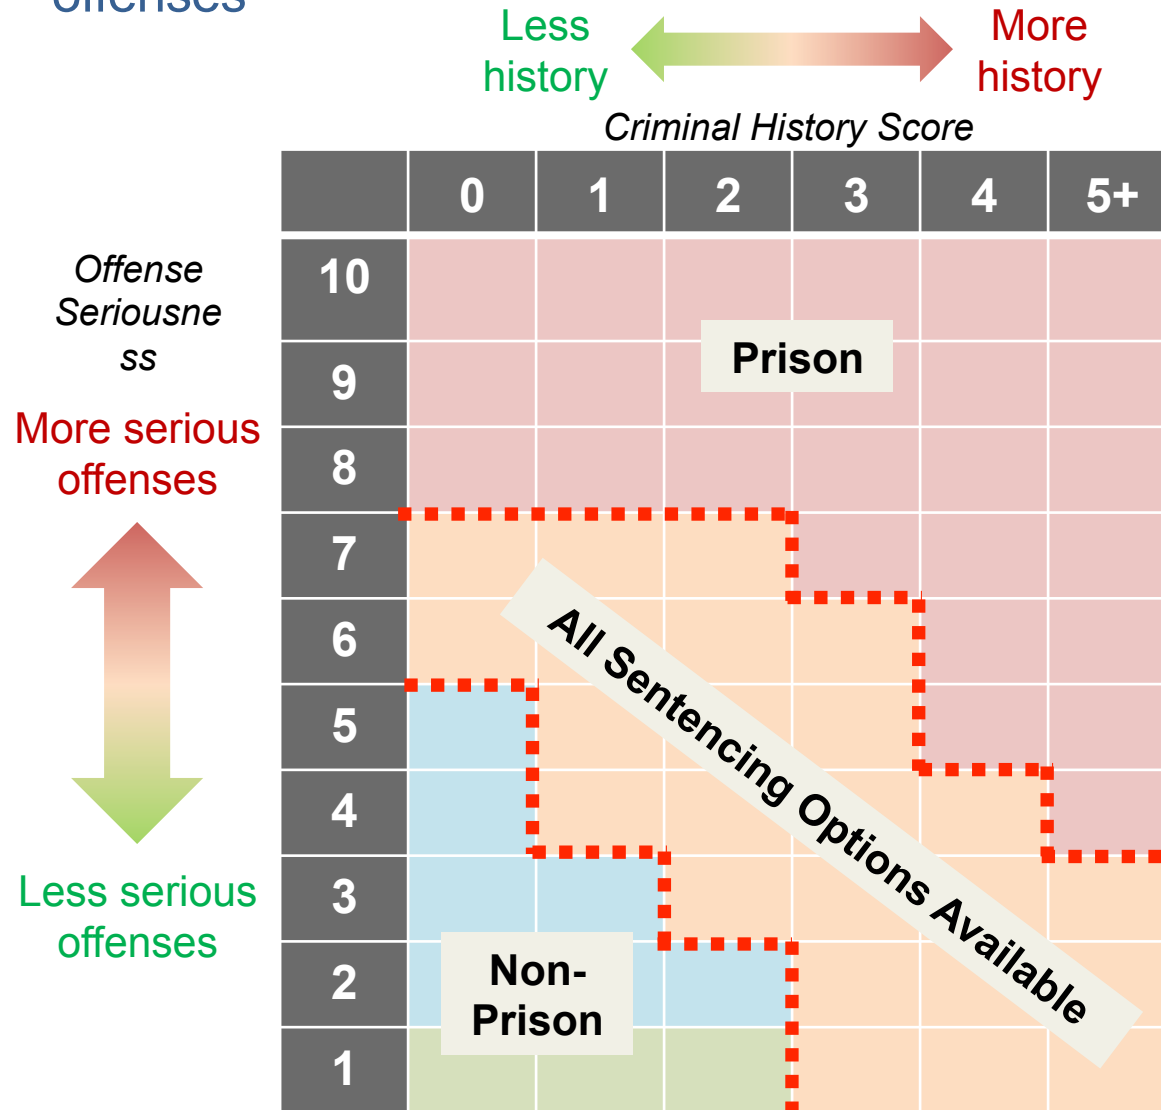 offenses
Less
history
More
history
Criminal History Score
0 1 2 3 4 5+
Offense
Seriousne
ss
More serious
offenses
Less serious
offenses
10
9
8
7
6
5
4
3
2
1
Prison
All Sentencing Options Available
Non-
Prison